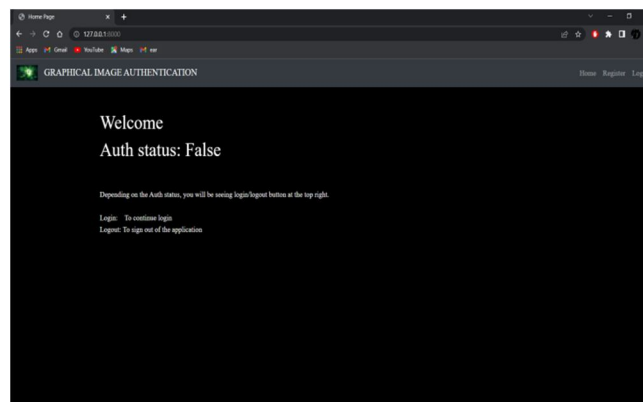 Home Page
127.0.0.1:8000
Apps Gmail YouTube Maps
GRAPHICAL IMAGE AUTHENTICATION
Home Register Log
Welcome
Auth status: False
Depending on the Auth status, you will be seeing login/logout button at the top right.
Login: To continue login
Logout: To sign out of the application